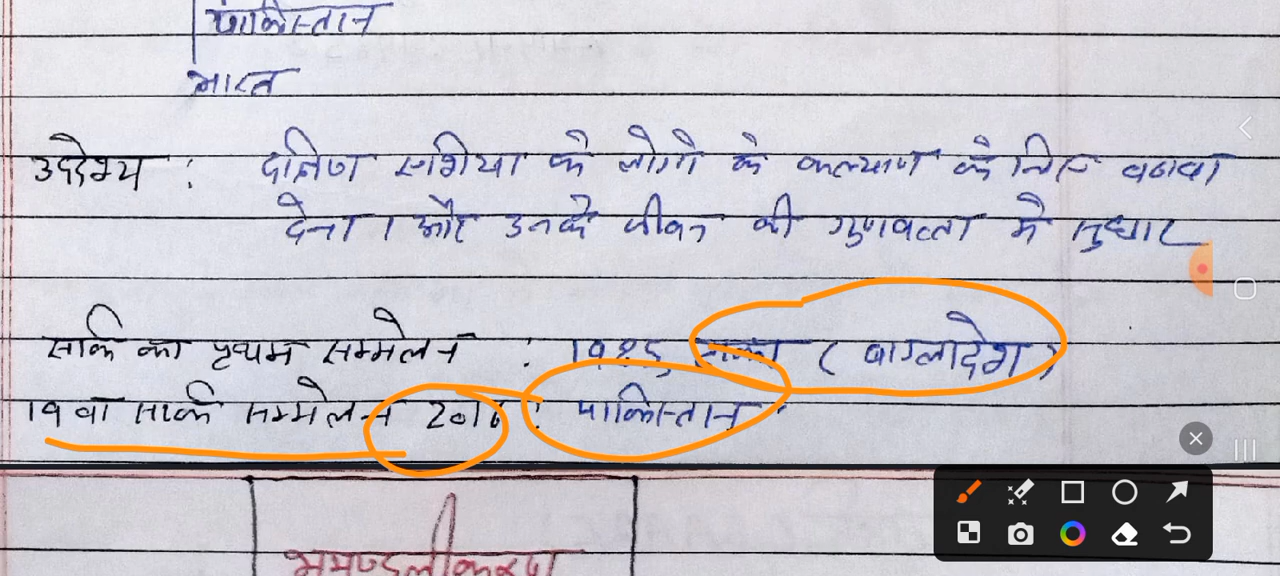 पाकिस्तान
भारत
उद्देश्य : दक्षिण एशिया के लोगो के कल्याण के लिए बढावा
देना । और उनके जीवन की गुणवत्ता मे सुधार
सार्क का प्रथम सम्मेलन : ढाका ( बाग्लादेश )
19वा सार्क सम्मेलन 2016 : पाकिस्तान
भूमण्डलीकरण